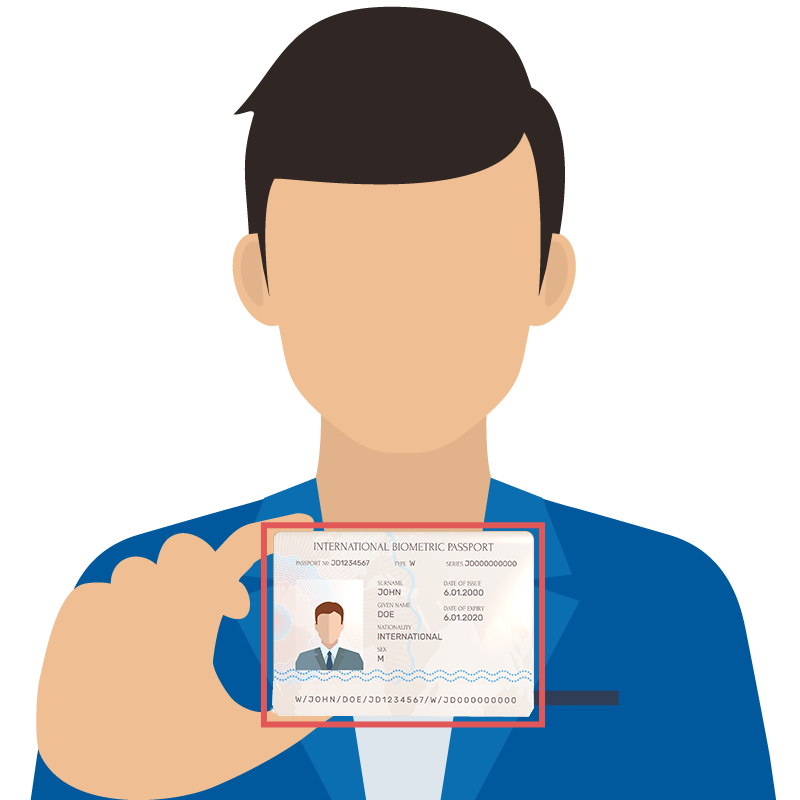 INTERNATIONAL BIOMETRIC PASSPORT
PASSPORT № JD1234567 TYPE W SERIES JD000000000
SURNAME DATE OF ISSUE
JOHN 6.01.2000
GIVEN NAME DATE OF EXPIRY
DOE 6.01.2020
NATIONALITY
INTERNATIONAL
SEX
M
W/JOHN/DOE/JD1234567/W/JD000000000